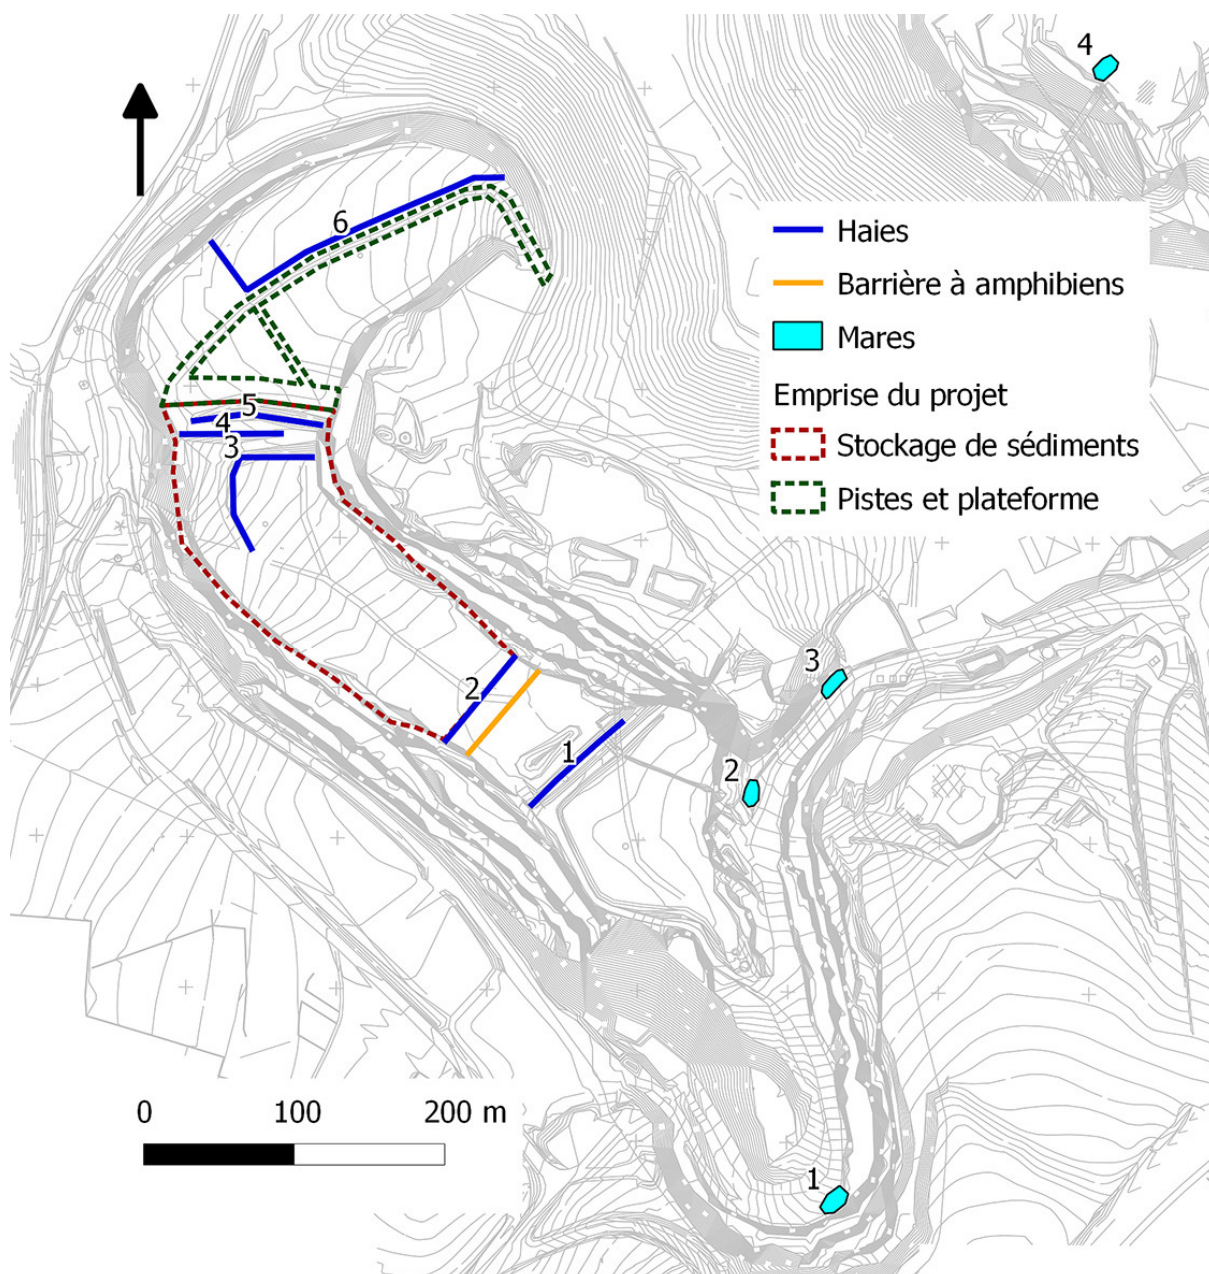 4
6
Haies
Barrière à amphibiens
Mares
Emprise du projet
Stockage de sédiments
Pistes et plateforme
5
4
3
2
1
3
2
0 100 200 m
1